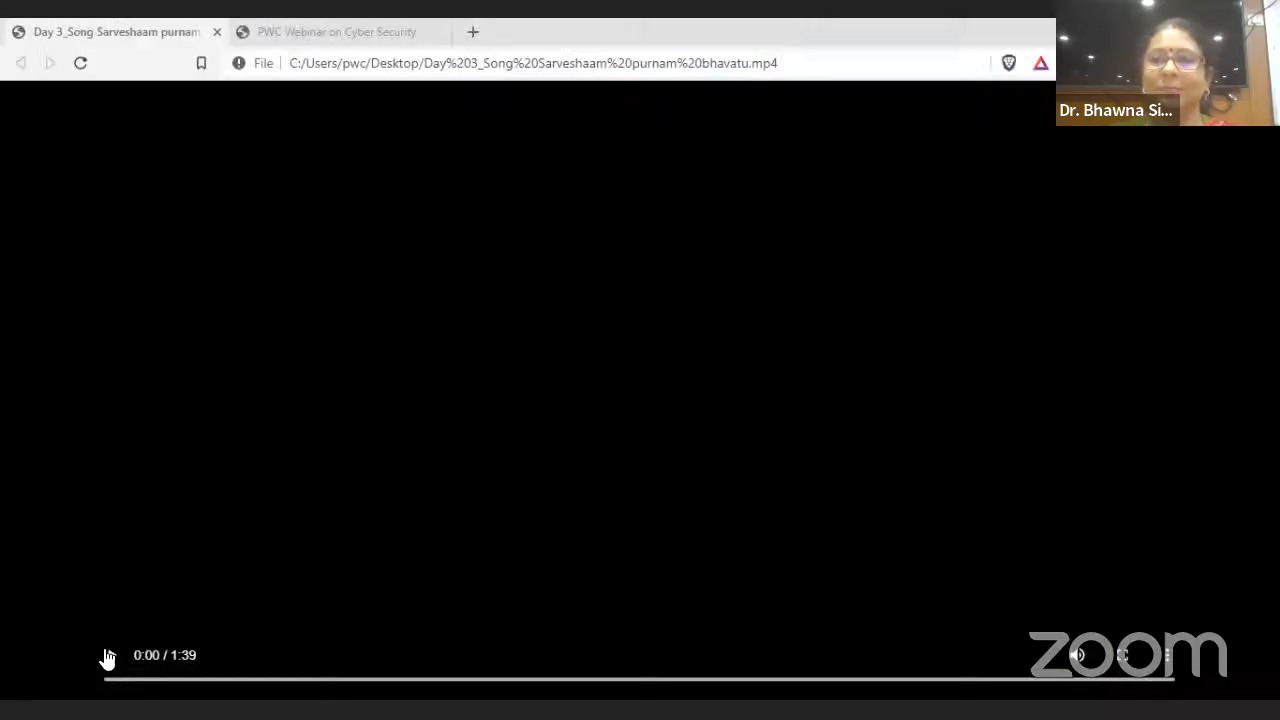 Day 3_Song Sarveshaam purnam
PWC Webinar on Cyber Security
File
C:/Users/pwc/Desktop/Day%203_Song%20Sarveshaam%20purnam%20bhavatu.mp4
Dr. Bhawna Si...
0:00 / 1:39
zoom